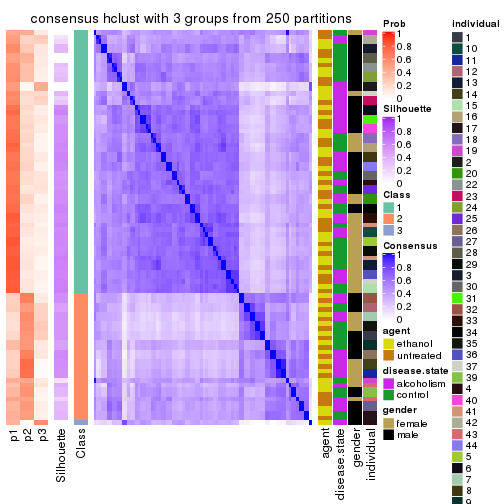 consensus hclust with 3 groups from 250 partitions
p1
p2
p3
Silhouette
Class
agent
disease.state
gender
individual
Prob
0.8
0.6
0.4
0.2
0
Silhouette
1
0.8
0.6
0.4
0.2
0
Class
1
2
3
Consensus
1
0.8
0.6
0.4
0.2
0
agent
ethanol
untreated
disease.state
alcoholism
control
gender
female
male
individual
1
10
11
12
13
14
15
16
17
18
19
2
20
22
23
24
25
26
27
28
29
3
30
31
32
33
34
35
36
37
39
4
40
41
42
43
44
5
6
7
8
9